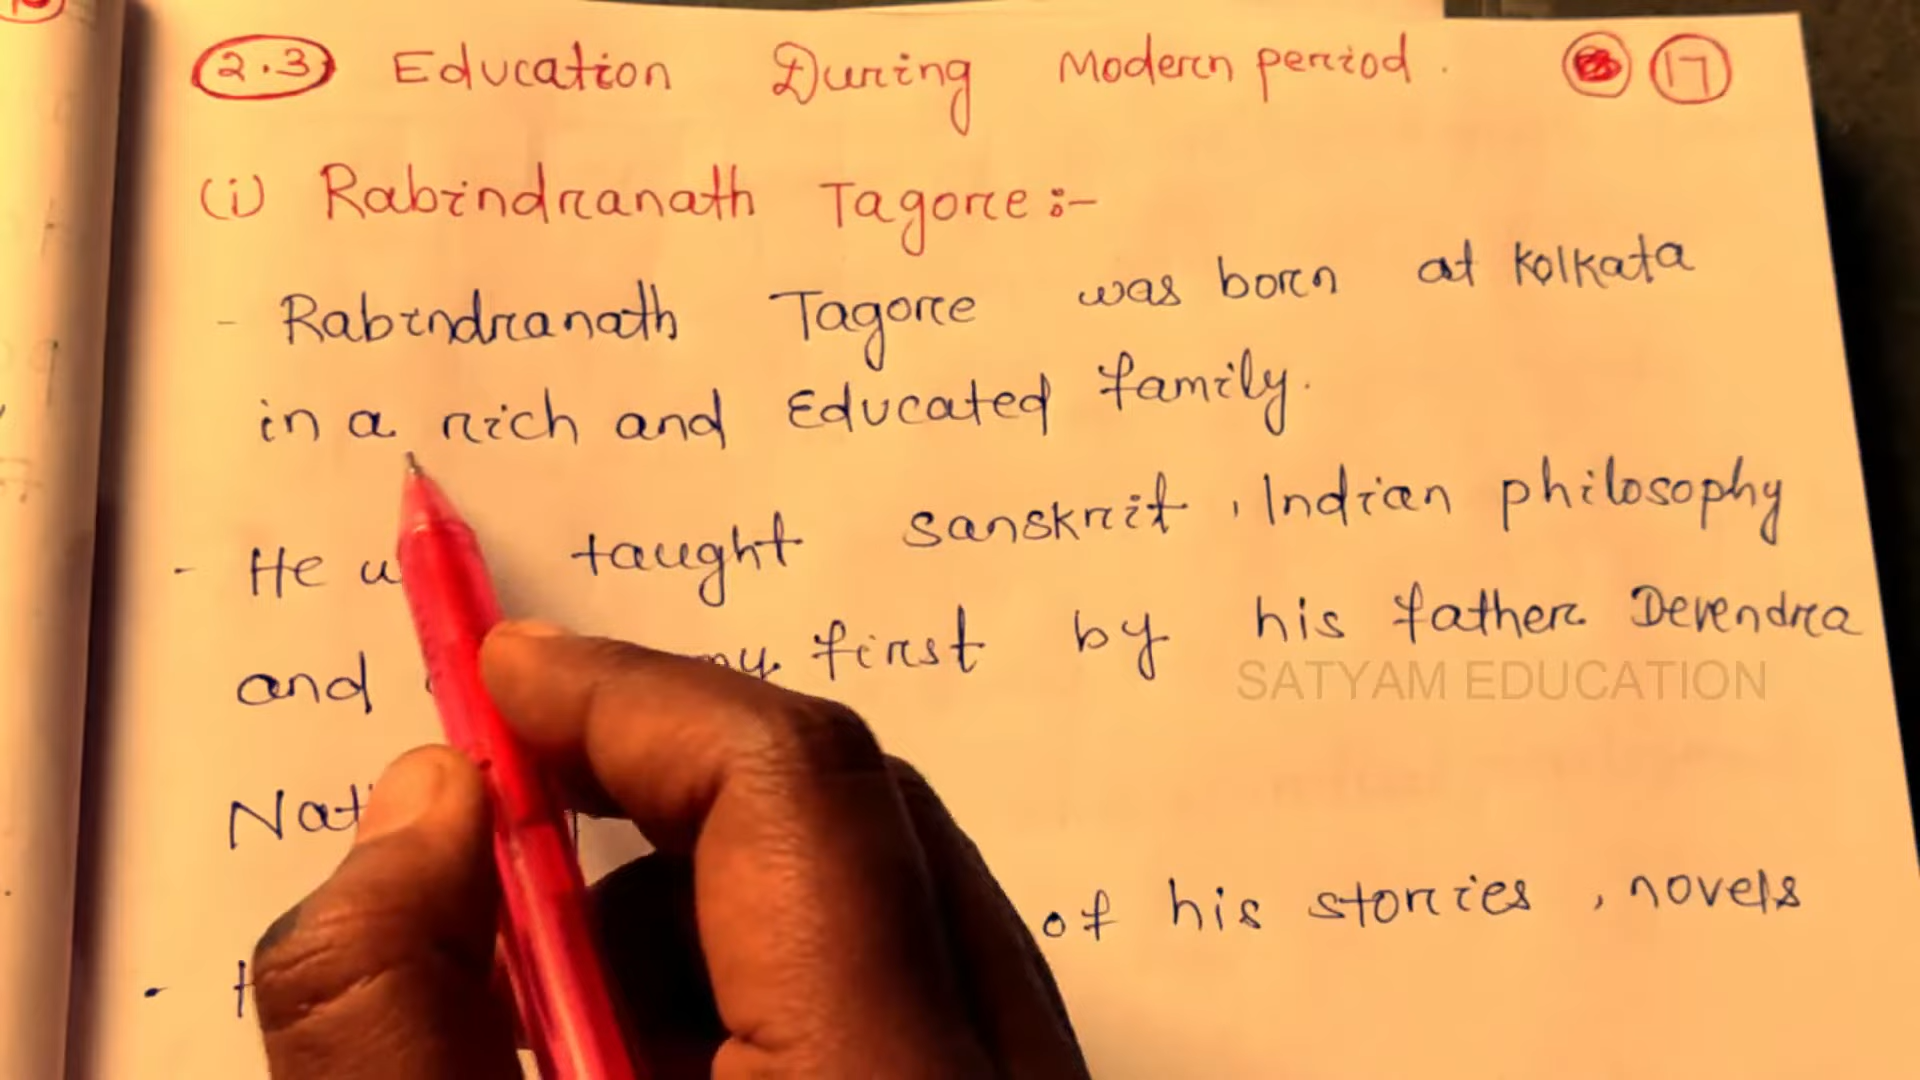 2.3 Education During Modern period. 17
(i) Rabindranath Tagore :-
- Rabindranath Tagore was born at Kolkata
in a rich and Educated family.
- He taught Sanskrit, Indian philosophy
and first by his father Devendra
SATYAM EDUCATION
of his stories, novels